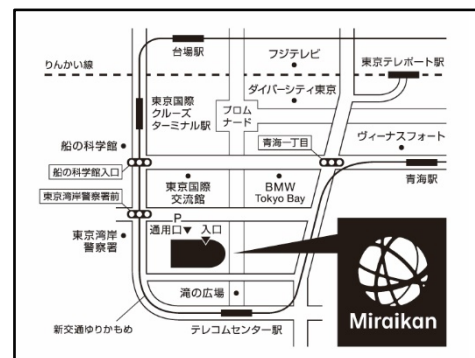 台場駅
フジテレビ
りんかい線
東京テレポート駅
ダイバーシティ東京
東京国際
クルーズ
ターミナル駅
プロム
ナード
船の科学館
青海一丁目
ヴィーナスフォート
船の科学館入口
東京国際
交流館
BMW
Tokyo Bay
青海駅
東京湾岸警察署前
P
通用口
入口
東京湾岸
警察署
滝の広場
Miraikan
新交通ゆりかもめ
テレコムセンター駅